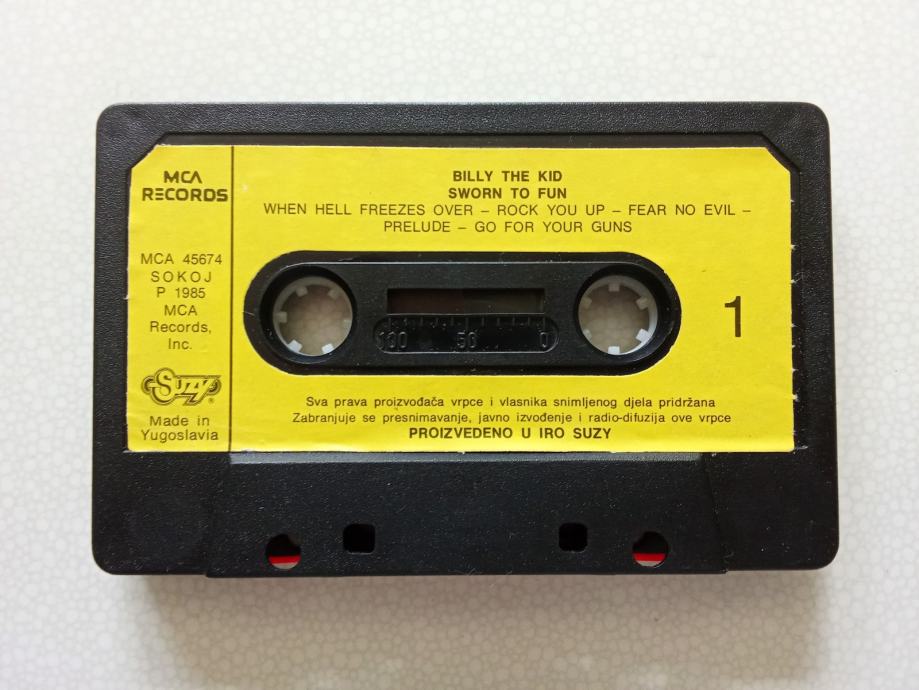 MCA
RECORDS
MCA 45674
SOKOJ
P 1985
MCA
Records,
Inc.
SUZY
Made in
Yugoslavia
BILLY THE KID
SWORN TO FUN
WHEN HELL FREEZES OVER – ROCK YOU UP – FEAR NO EVIL –
PRELUDE – GO FOR YOUR GUNS
100 50 0
1
Sva prava proizvođača vrpce i vlasnika snimljenog djela pridržana
Zabranjuje se presnimavanje, javno izvođenje i radio-difuzija ove vrpce
PROIZVEDENO U IRO SUZY